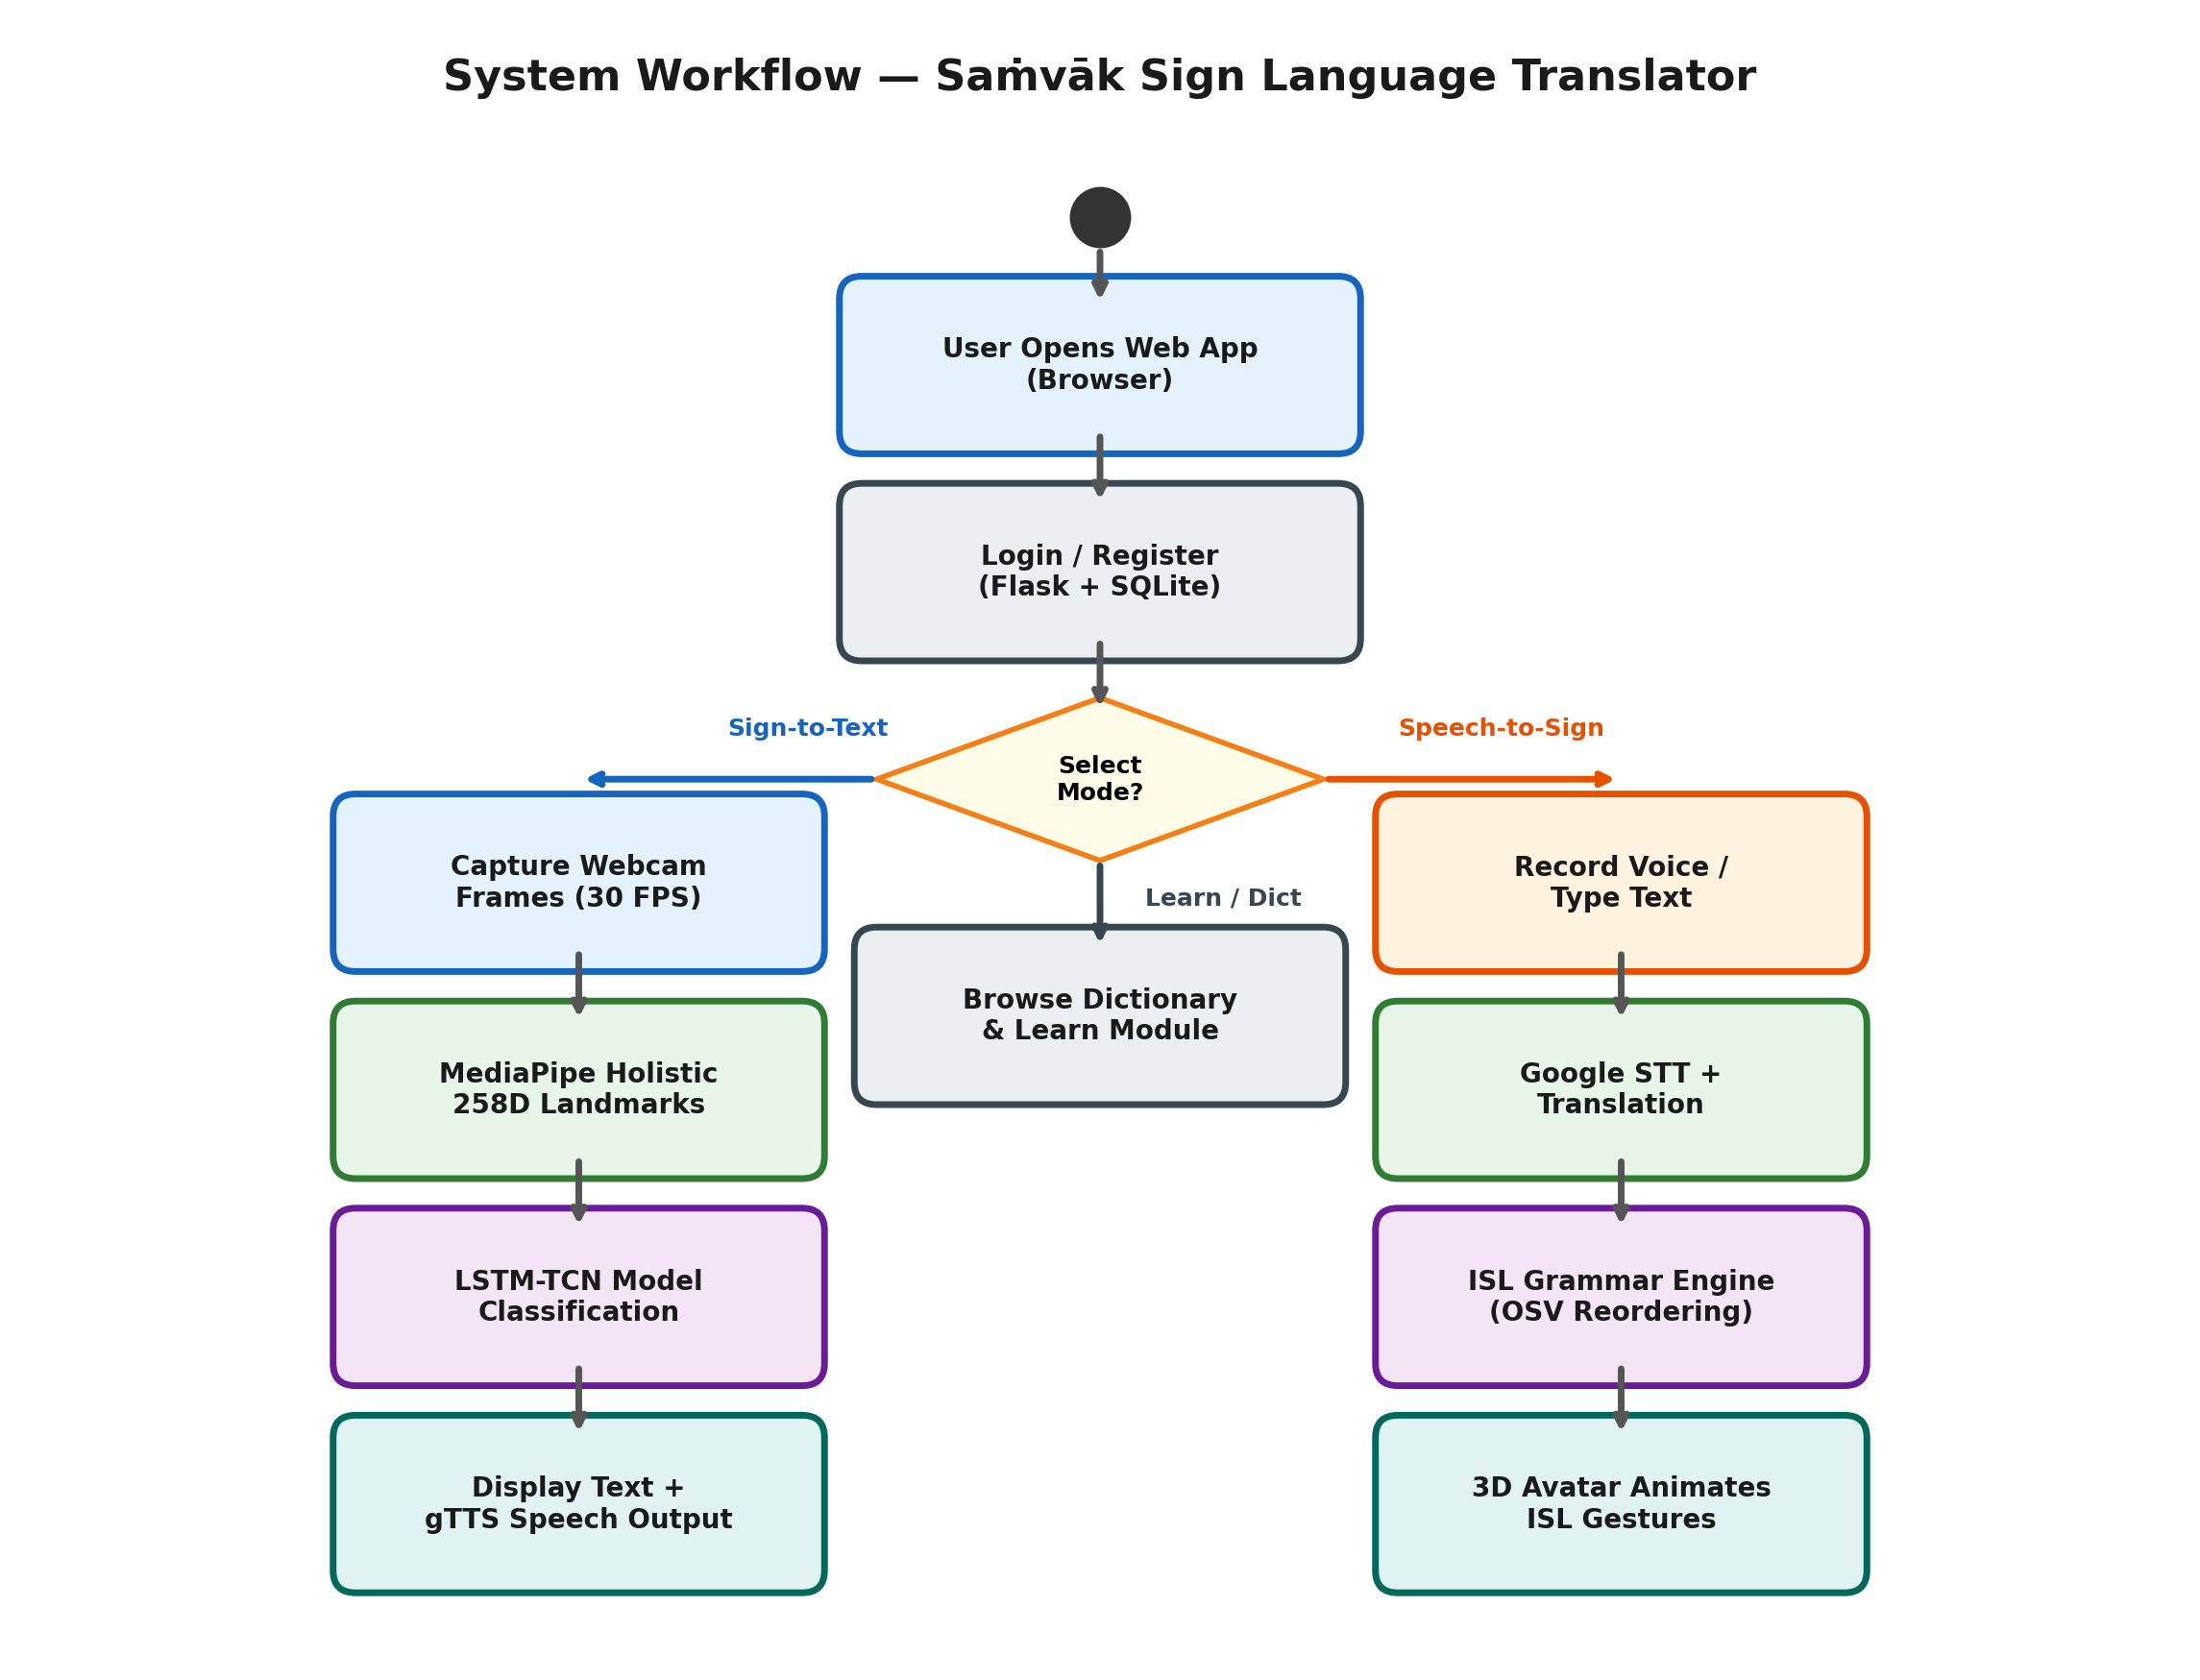 System Workflow — Saṁvāk Sign Language Translator
User Opens Web App
(Browser)
Login / Register
(Flask + SQLite)
Select
Mode?
Sign-to-Text
Capture Webcam
Frames (30 FPS)
MediaPipe Holistic
258D Landmarks
LSTM-TCN Model
Classification
Display Text +
gTTS Speech Output
Learn / Dict
Browse Dictionary
& Learn Module
Speech-to-Sign
Record Voice /
Type Text
Google STT +
Translation
ISL Grammar Engine
(OSV Reordering)
3D Avatar Animates
ISL Gestures